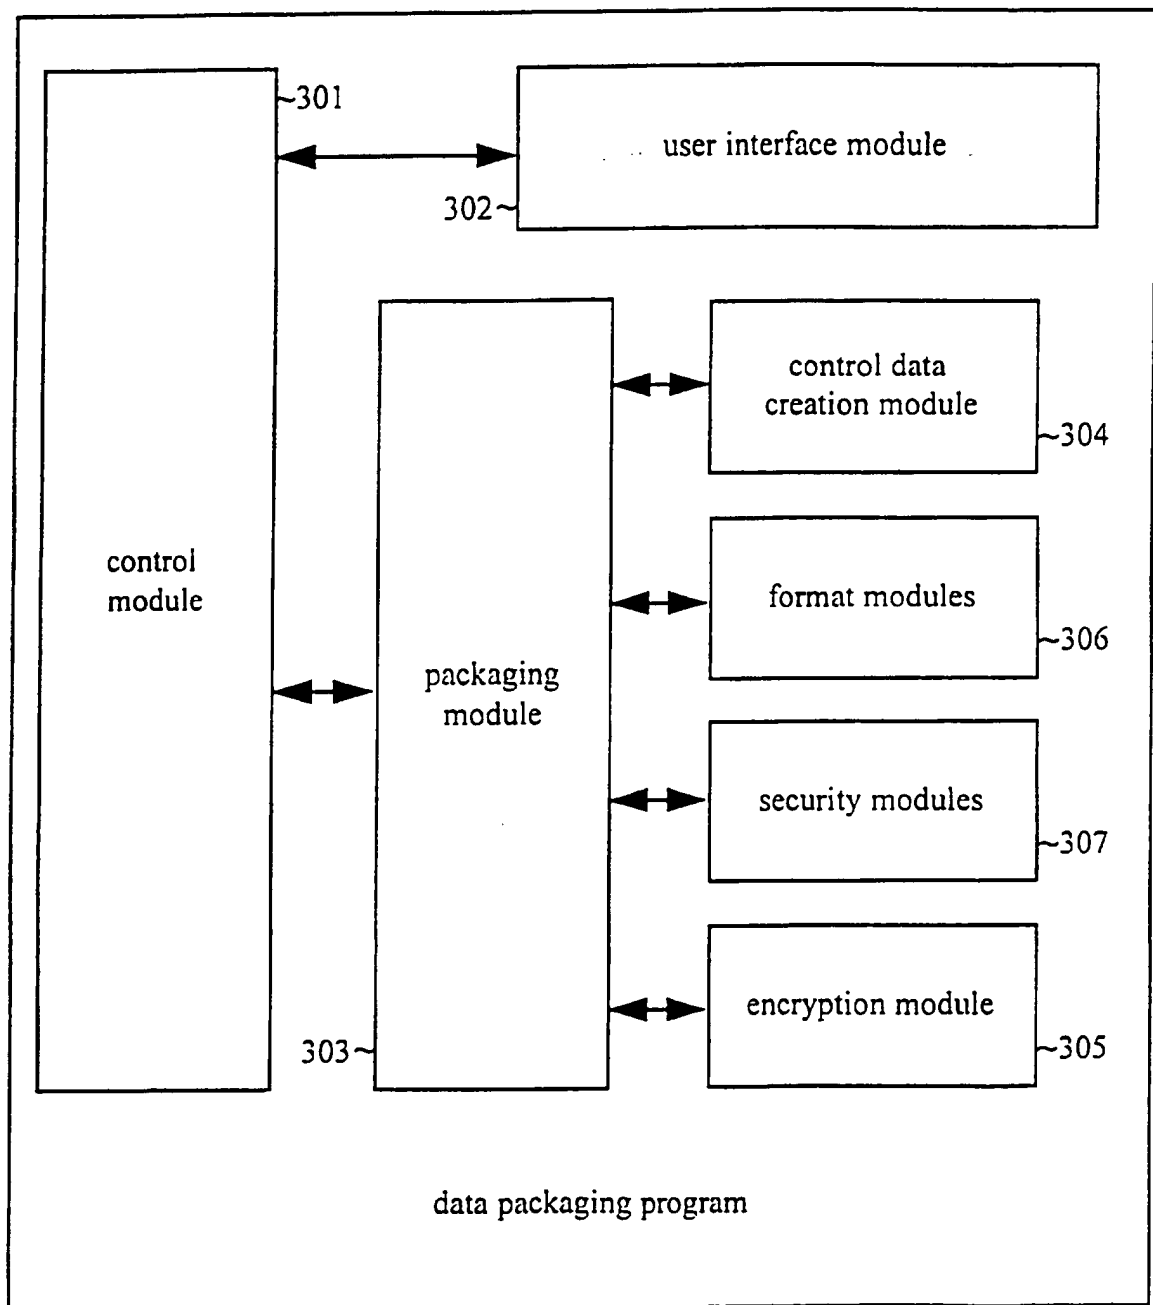 301
user interface module
302
control data
creation module
304
control
module
format modules
306
packaging
module
security modules
307
encryption module
303
305
data packaging program